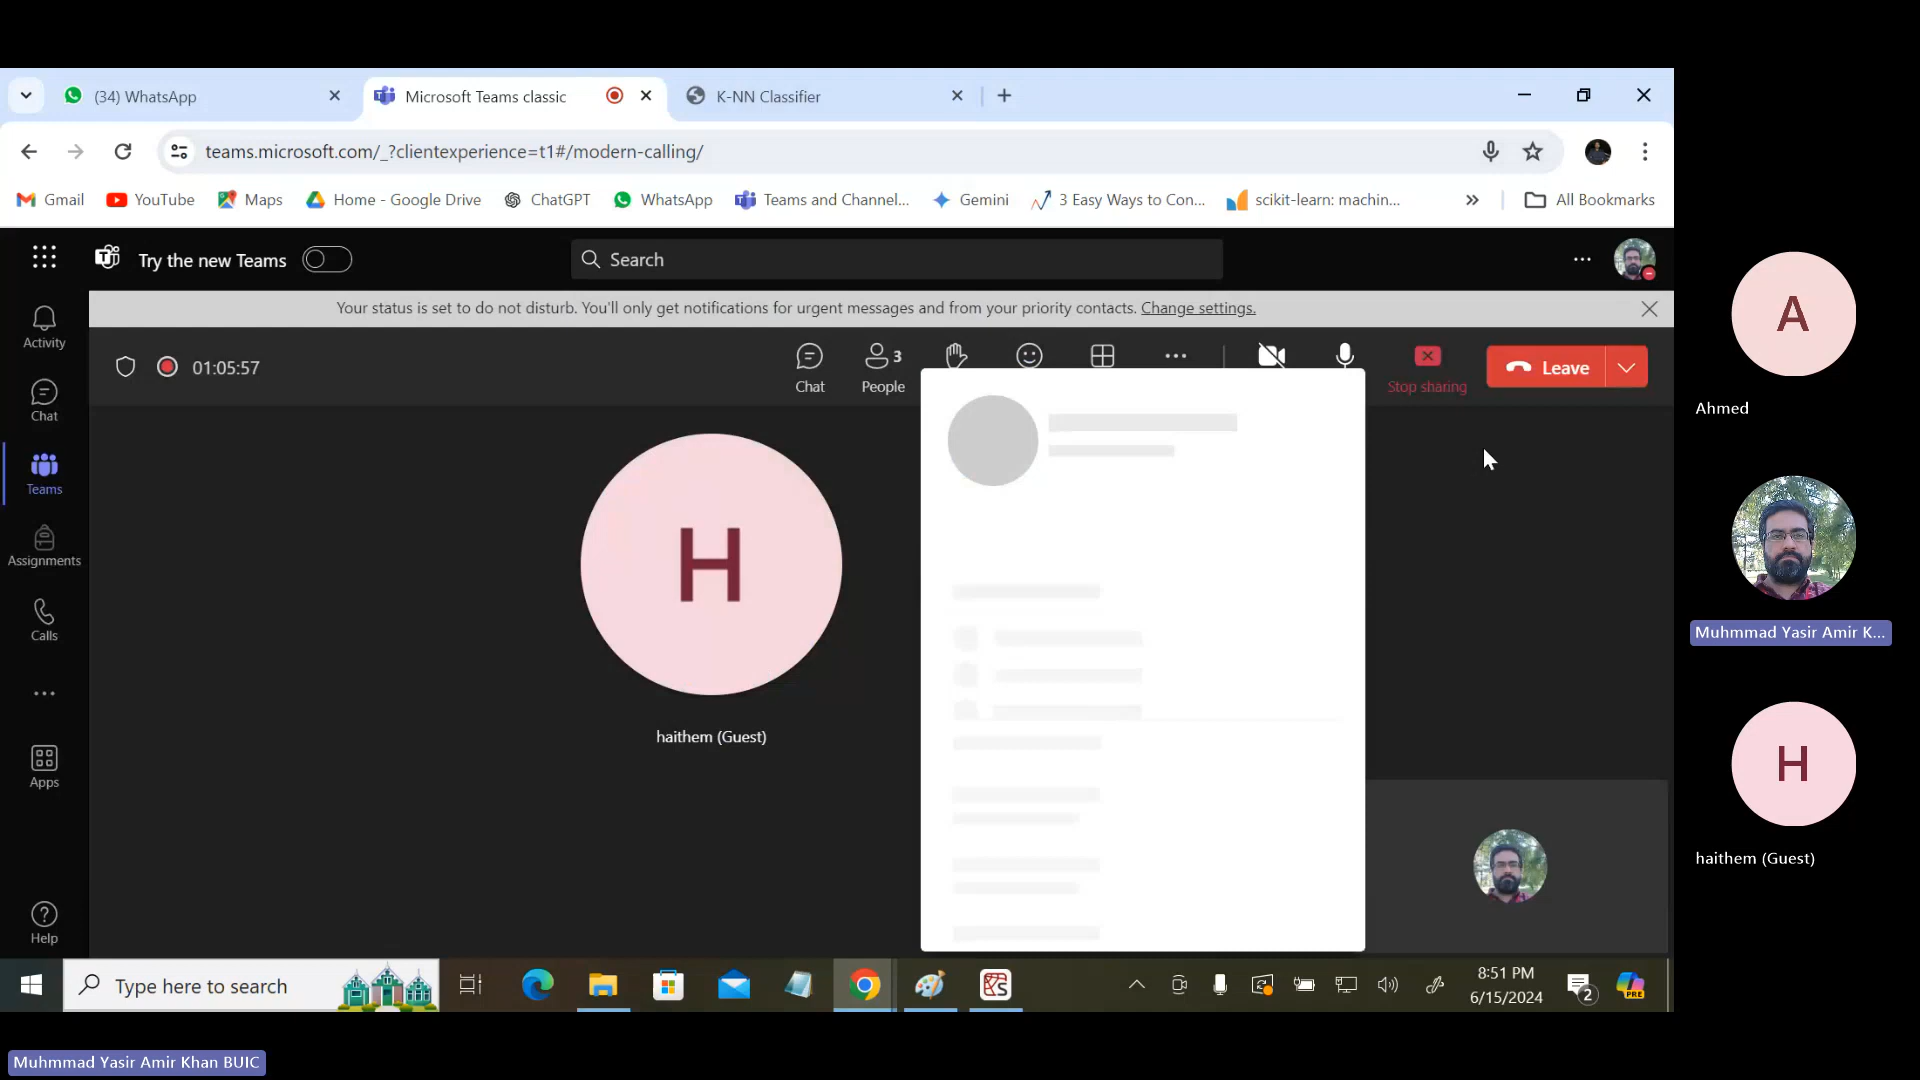 (34) WhatsApp
Microsoft Teams classic
K-NN Classifier
teams.microsoft.com/_?clientexperience=t1#/modern-calling/
Gmail
YouTube
Maps
Home - Google Drive
ChatGPT
WhatsApp
Teams and Channel...
Gemini
3 Easy Ways to Con...
scikit-learn: machin...
All Bookmarks
Try the new Teams
Search
Your status is set to do not disturb. You'll only get notifications for urgent messages and from your priority contacts. Change settings.
01:05:57
Chat
3
People
Stop sharing
Leave
Activity
Chat
Teams
Assignments
Calls
Apps
Help
H
haithem (Guest)
A
Ahmed
Muhmmad Yasir Amir K...
H
haithem (Guest)
Type here to search
8:51 PM
6/15/2024
2
PRE
Muhmmad Yasir Amir Khan BUIC